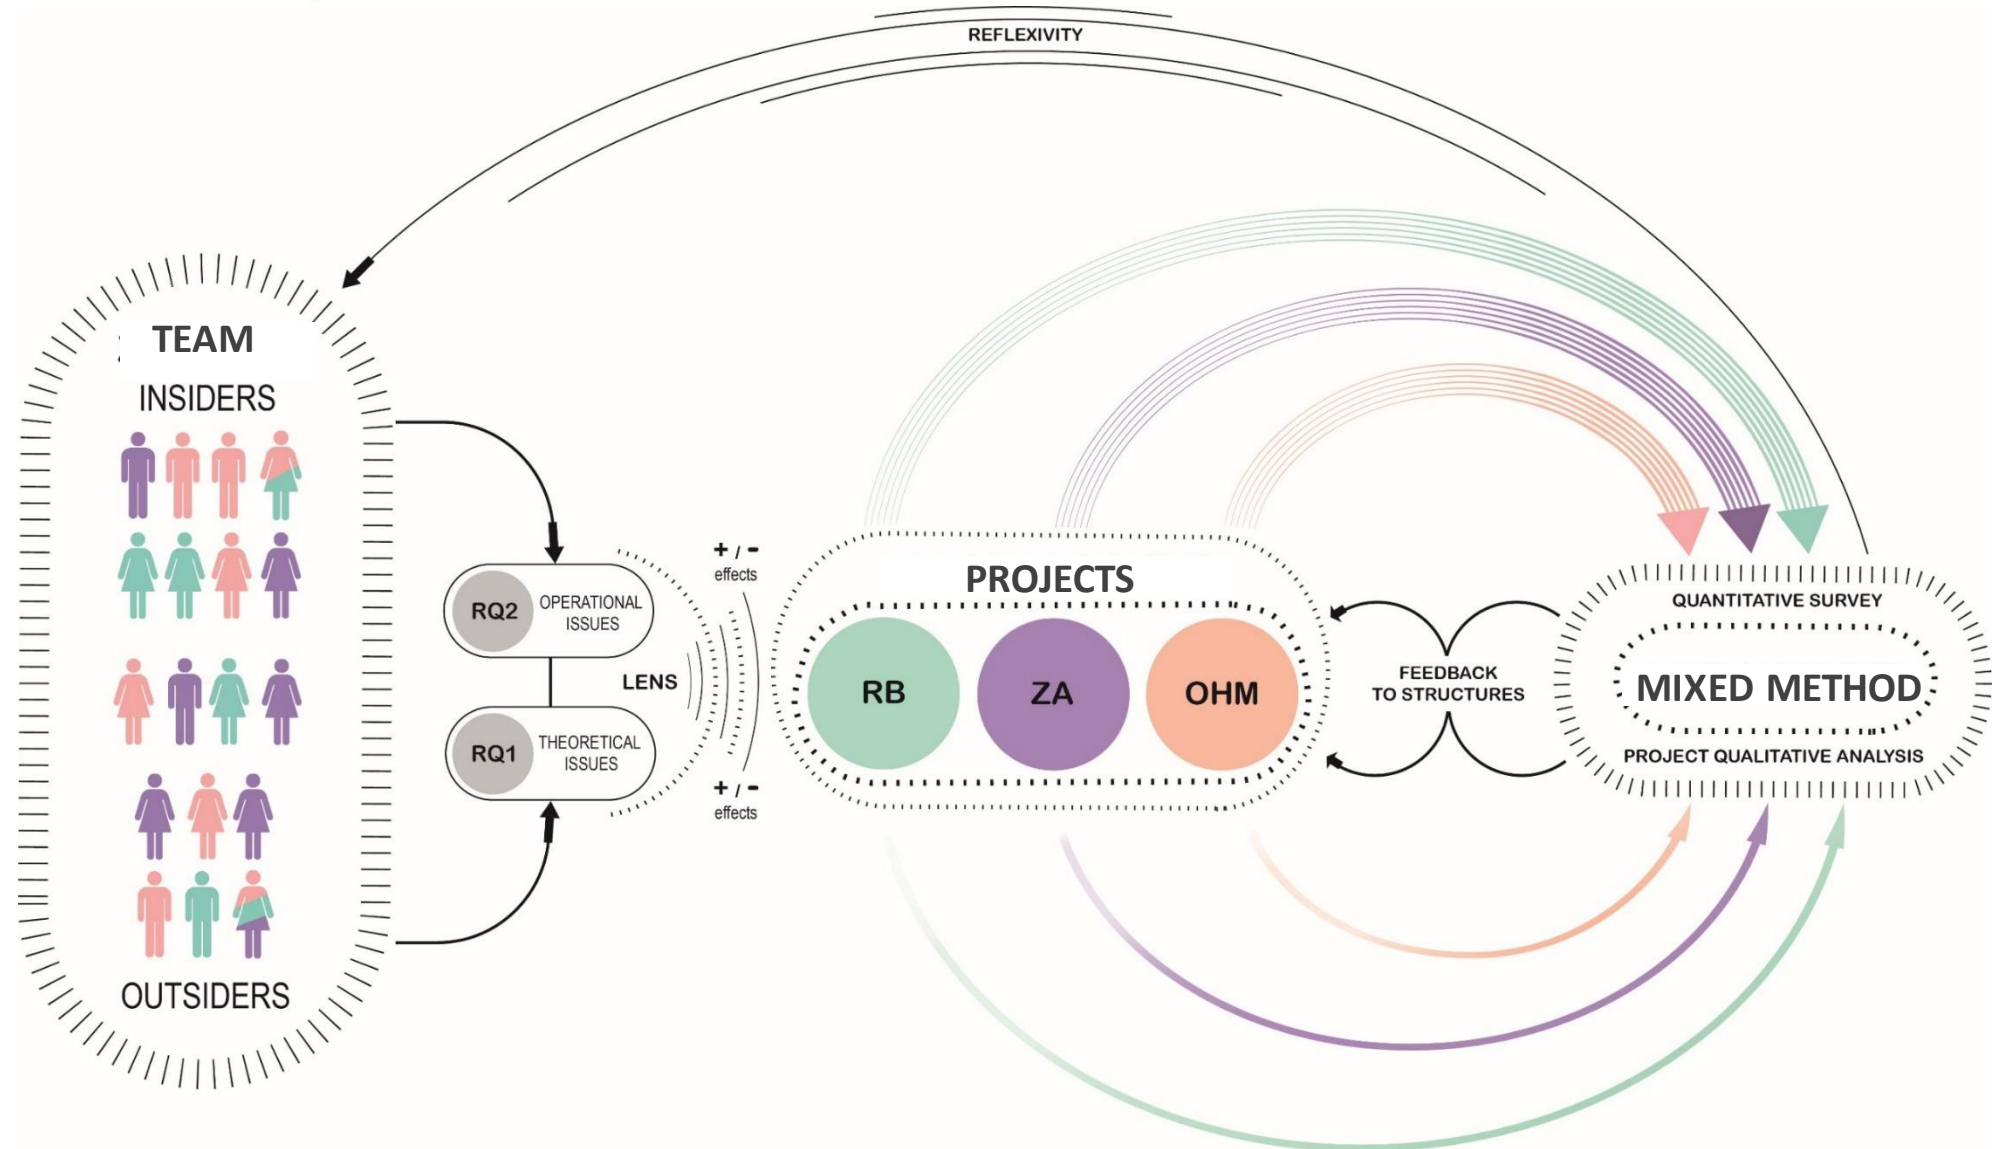 REFLEXIVITY
TEAM
INSIDERS
OUTSIDERS
RQ2
OPERATIONAL
ISSUES
RQ1
THEORETICAL
ISSUES
LENS
+ / -
effects
+ / -
effects
PROJECTS
RB
ZA
OHM
FEEDBACK
TO STRUCTURES
QUANTITATIVE SURVEY
MIXED METHOD
PROJECT QUALITATIVE ANALYSIS